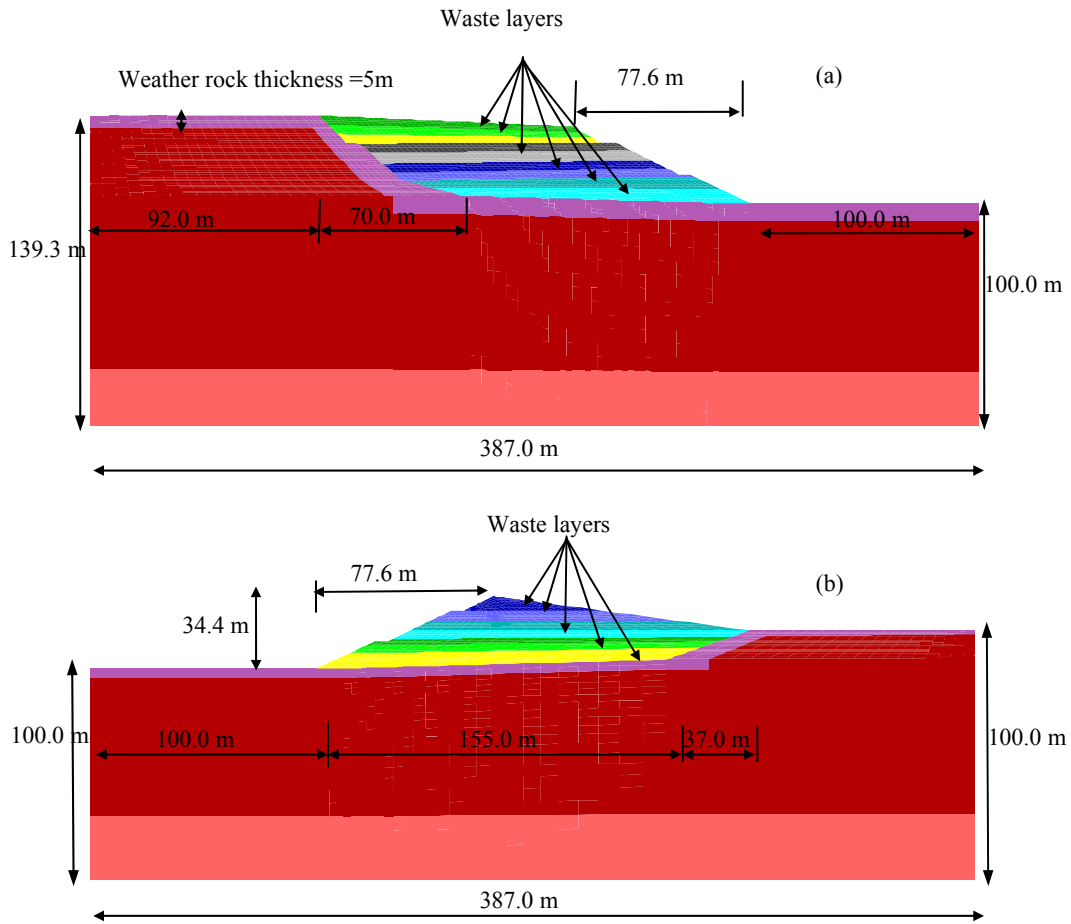 Waste layers
Weather rock thickness =5m
77.6 m
(a)
92.0 m
70.0 m
100.0 m
139.3 m
100.0 m
387.0 m
Waste layers
77.6 m
(b)
34.4 m
100.0 m
100.0 m
155.0 m
37.0 m
100.0 m
387.0 m